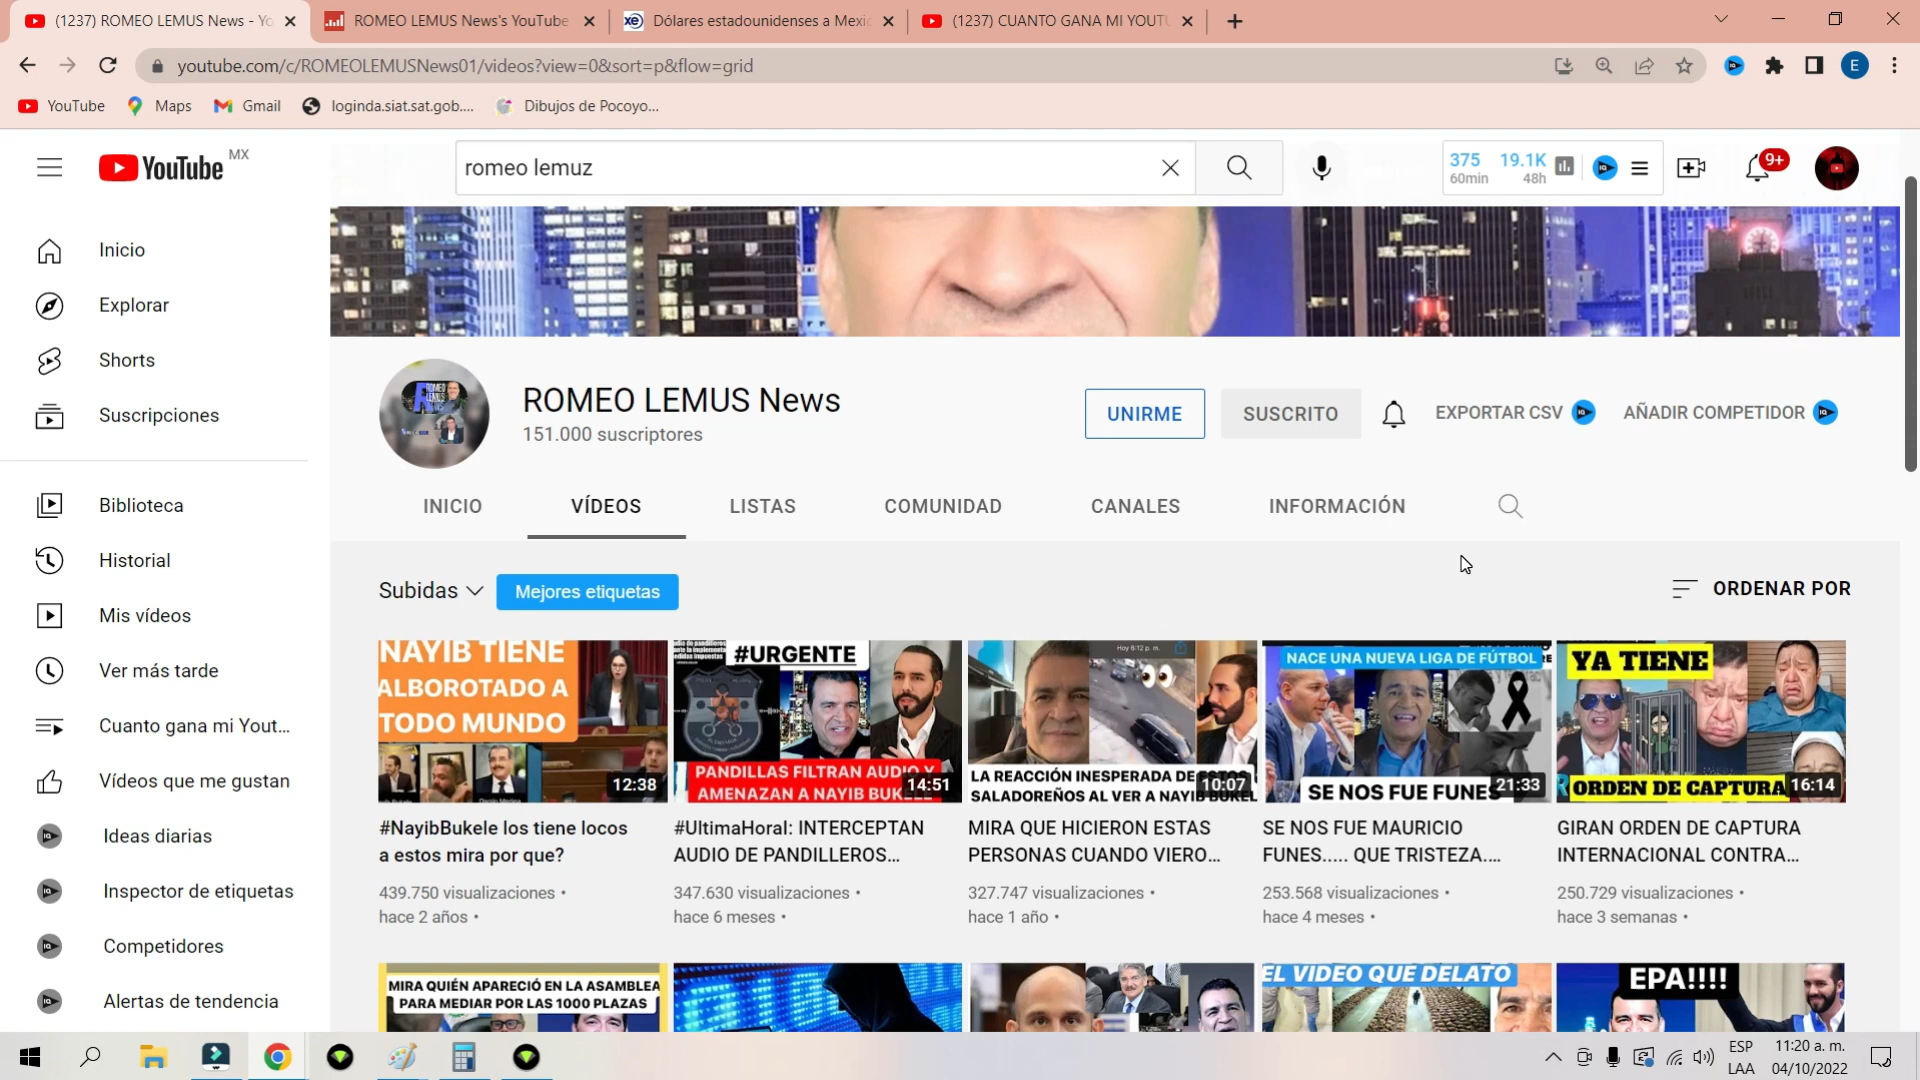 (1237) ROMEO LEMUS News - Yo
ROMEO LEMUS News's YouTube
xe
Dólares estadounidenses a Mexic
(1237) CUANTO GANA MI YOUTU
youtube.com/c/ROMEOLEMUSNews01/videos?view=0&sort=p&flow=grid
E
YouTube
Maps
Gmail
loginda.siat.sat.gob....
Dibujos de Pocoyo...
YouTube MX
romeo lemuz
375
60min
19.1K
48h
9+
Inicio
Explorar
Shorts
Suscripciones
Biblioteca
Historial
Mis vídeos
Ver más tarde
Cuanto gana mi Yout...
Vídeos que me gustan
Ideas diarias
Inspector de etiquetas
Competidores
Alertas de tendencia
ROMEO LEMUS News
151.000 suscriptores
UNIRME
SUSCRITO
EXPORTAR CSV
AÑADIR COMPETIDOR
INICIO
VÍDEOS
LISTAS
COMUNIDAD
CANALES
INFORMACIÓN
Subidas
Mejores etiquetas
ORDENAR POR
NAYIB TIENE
ALBOROTADO A
TODO MUNDO
12:38
#NayibBukele los tiene locos
a estos mira por que?
439.750 visualizaciones •
hace 2 años •
#URGENTE
PANDILLAS FILTRAN AUDIO Y
AMENAZAN A NAYIB BUKELE
14:51
#UltimaHoraI: INTERCEPTAN
AUDIO DE PANDILLEROS...
347.630 visualizaciones •
hace 6 meses •
Hoy 6:12 p. m.
LA REACCIÓN INESPERADA DE ESTOS
SALADOREÑOS AL VER A NAYIB BUKEL
10:07
MIRA QUE HICIERON ESTAS
PERSONAS CUANDO VIERO...
327.747 visualizaciones •
hace 1 año •
NACE UNA NUEVA LIGA DE FÚTBOL
SE NOS FUE FUNES
21:33
SE NOS FUE MAURICIO
FUNES..... QUE TRISTEZA....
253.568 visualizaciones •
hace 4 meses •
YA TIENE
ORDEN DE CAPTURA
16:14
GIRAN ORDEN DE CAPTURA
INTERNACIONAL CONTRA...
250.729 visualizaciones •
hace 3 semanas •
MIRA QUIÉN APARECIÓ EN LA ASAMBLEA
PARA MEDIAR POR LAS 1000 PLAZAS
EL VIDEO QUE DELATO
EPA!!!!
ESP
LAA
11:20 a. m.
04/10/2022